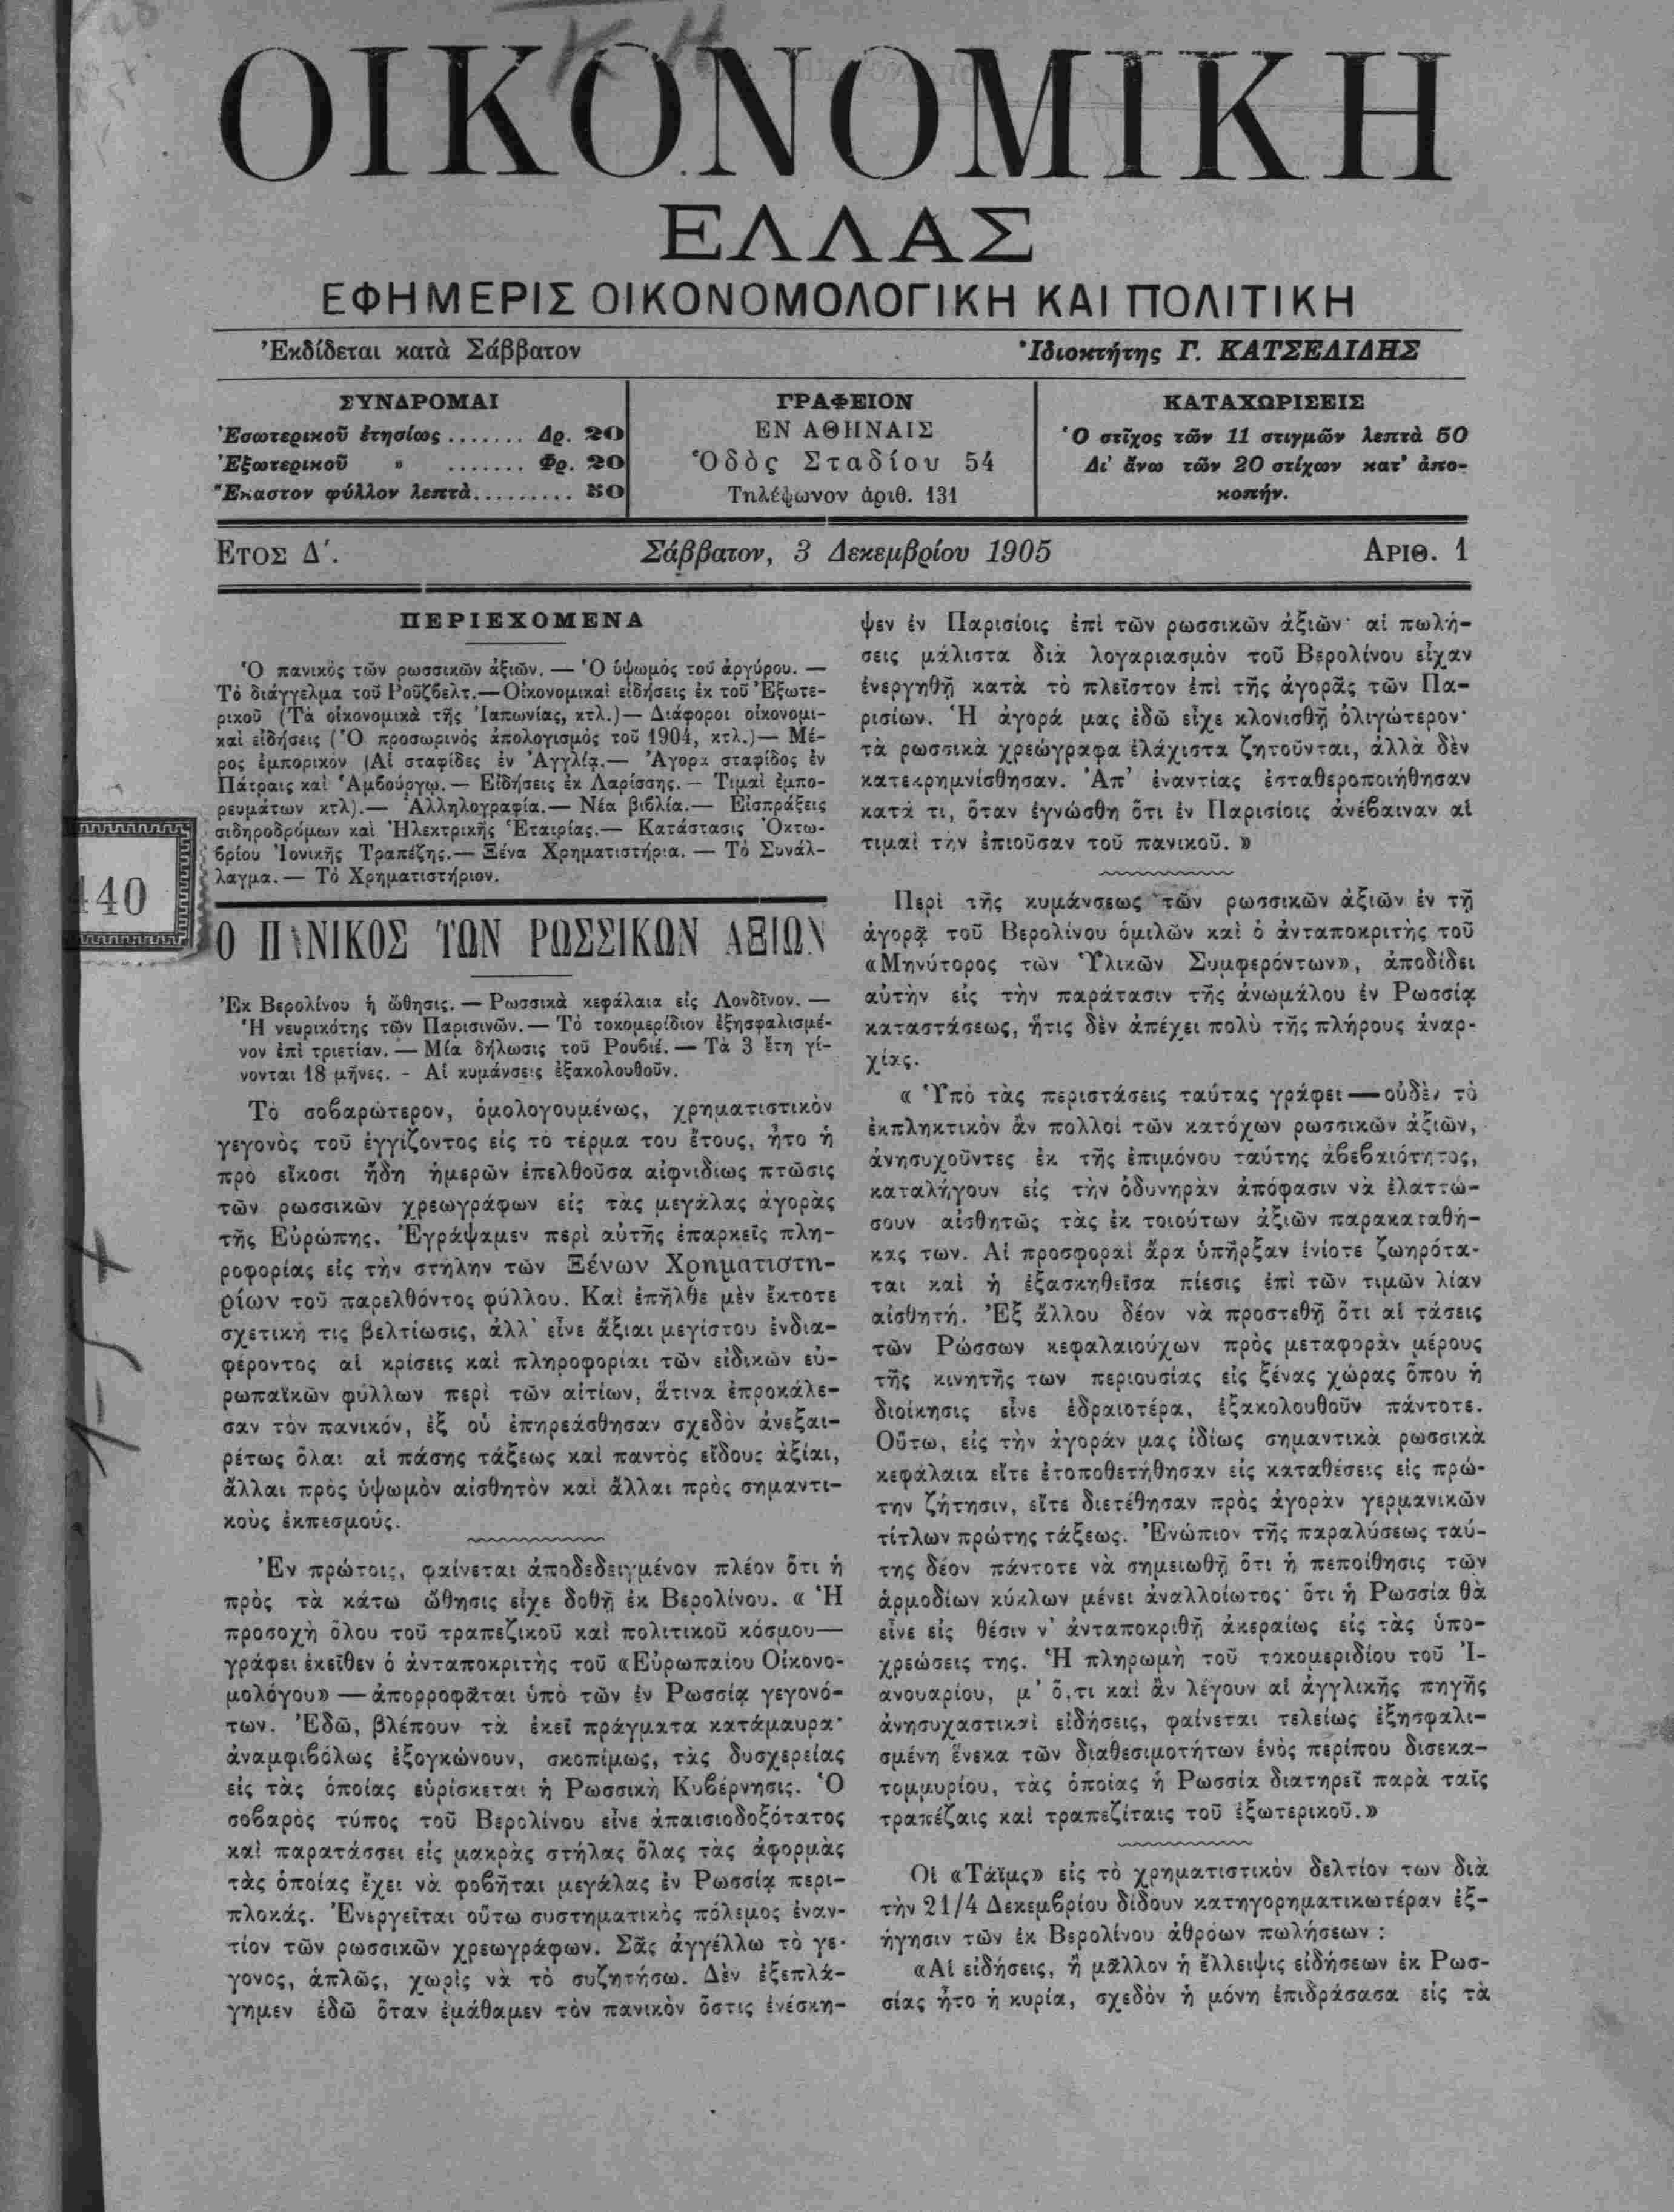 ΟΙΚΟΝΟΜΙΚΗ
ΕΛΛΑΣ
ΕΦΗΜΕΡΙΣ ΟΙΚΟΝΟΜΟΛΟΓΙΚΗ ΚΑΙ ΠΟΛΙΤΙΚΗ
Ἐκδίδεται κατὰ Σάββατον
Ἰδιοκτήτης Γ. ΚΑΤΣΕΛΙΔΗΣ
ΣΥΝΔΡΟΜΑΙ
Ἐσωτερικοῦ ἐτησίως ....... Δρ. 20
Ἐξωτερικοῦ » ....... Φρ. 20
Ἕκαστον φύλλον λεπτὰ......... 50
ΓΡΑΦΕΙΟΝ
ΕΝ ΑΘΗΝΑΙΣ
Ὁδὸς Σταδίου 54
Τηλέφωνον ἀριθ. 131
ΚΑΤΑΧΩΡΙΣΕΙΣ
Ὁ στῖχος τῶν 11 στιγμῶν λεπτὰ 50
Δι' ἄνω τῶν 20 στίχων κατ' ἀπο-
κοπήν.
ΕΤΟΣ Δ'.
Σάββατον, 3 Δεκεμβρίου 1905
ΑΡΙΘ. 1
ΠΕΡΙΕΧΟΜΕΝΑ
Ὁ πανικὸς τῶν ρωσσικῶν ἀξιῶν. — Ὁ ὑψωμὸς τοῦ ἀργύρου. —
Τὸ διάγγελμα τοῦ Ροῦζβελτ.—Οἰκονομικαὶ εἰδήσεις ἐκ τοῦ Ἐξωτε-
ρικοῦ (Τὰ οἰκονομικὰ τῆς Ἰαπωνίας, κτλ.)— Διάφοροι οἰκονομι-
καὶ εἰδήσεις (Ὁ προσωρινὸς ἀπολογισμὸς τοῦ 1904, κτλ.)— Μέ-
ρος ἐμπορικὸν (Αἱ σταφίδες ἐν Ἀγγλίᾳ.— Ἀγορὰ σταφίδος ἐν
Πάτραις καὶ Ἁμβούργῳ.— Εἰδήσεις ἐκ Λαρίσσης.— Τιμαὶ ἐμπο-
ρευμάτων κτλ).— Ἀλληλογραφία.— Νέα βιβλία.— Εἰσπράξεις
σιδηροδρόμων καὶ Ἠλεκτρικῆς Ἑταιρίας.— Κατάστασις Ὀκτω-
βρίου Ἰονικῆς Τραπέζης.— Ξένα Χρηματιστήρια. — Τὸ Συνάλ-
λαγμα.— Τὸ Χρηματιστήριον.
440
Ο ΠΑΝΙΚΟΣ ΤΩΝ ΡΩΣΣΙΚΩΝ ΑΞΙΩΝ
Ἐκ Βερολίνου ἡ ὤθησις. — Ρωσσικὰ κεφάλαια εἰς Λονδῖνον. —
Ἡ νευρικότης τῶν Παρισινῶν.— Τὸ τοκομερίδιον ἐξησφαλισμέ-
νον ἐπὶ τριετίαν. — Μία δήλωσις τοῦ Ρουβιέ. — Τὰ 3 ἔτη γί-
νονται 18 μῆνες. - Αἱ κυμάνσεις ἐξακολουθοῦν.
Τὸ σοβαρώτερον, ὁμολογουμένως, χρηματιστικὸν
γεγονὸς τοῦ ἐγγίζοντος εἰς τὸ τέρμα του ἔτους, ἦτο ἡ
πρὸ εἴκοσι ἤδη ἡμερῶν ἐπελθοῦσα αἰφνιδίως πτῶσις
τῶν ρωσσικῶν χρεωγράφων εἰς τὰς μεγάλας ἀγορὰς
τῆς Εὐρώπης. Ἐγράψαμεν περὶ αὐτῆς ἐπαρκεῖς πλη-
ροφορίας εἰς τὴν στήλην τῶν Ξένων Χρηματιστη-
ρίων τοῦ παρελθόντος φύλλου. Καὶ ἐπῆλθε μὲν ἔκτοτε
σχετική τις βελτίωσις, ἀλλ' εἶνε ἄξιαι μεγίστου ἐνδια-
φέροντος αἱ κρίσεις καὶ πληροφορίαι τῶν εἰδικῶν εὐ-
ρωπαϊκῶν φύλλων περὶ τῶν αἰτίων, ἅτινα ἐπροκάλε-
σαν τὸν πανικόν, ἐξ οὗ ἐπηρεάσθησαν σχεδὸν ἀνεξαι-
ρέτως ὅλαι αἱ πάσης τάξεως καὶ παντὸς εἴδους ἀξίαι,
ἄλλαι πρὸς ὑψωμὸν αἰσθητὸν καὶ ἄλλαι πρὸς σημαντι-
κοὺς ἐκπεσμούς.
Ἐν πρώτοις, φαίνεται ἀποδεδειγμένον πλέον ὅτι ἡ
πρὸς τὰ κάτω ὤθησις εἶχε δοθῇ ἐκ Βερολίνου. « Ἡ
προσοχὴ ὅλου τοῦ τραπεζικοῦ καὶ πολιτικοῦ κόσμου—
γράφει ἐκεῖθεν ὁ ἀνταποκριτὴς τοῦ «Εὐρωπαίου Οἰκονο-
μολόγου» — ἀπορροφᾶται ὑπὸ τῶν ἐν Ρωσσίᾳ γεγονό-
των. Ἐδῶ, βλέπουν τὰ ἐκεῖ πράγματα κατάμαυρα·
ἀναμφιβόλως ἐξογκώνουν, σκοπίμως, τὰς δυσχερείας
εἰς τὰς ὁποίας εὑρίσκεται ἡ Ρωσσικὴ Κυβέρνησις. Ὁ
σοβαρὸς τύπος τοῦ Βερολίνου εἶνε ἀπαισιοδοξότατος
καὶ παρατάσσει εἰς μακρὰς στήλας ὅλας τὰς ἀφορμὰς
τὰς ὁποίας ἔχει νὰ φοβῆται μεγάλας ἐν Ρωσσίᾳ περι-
πλοκάς. Ἐνεργεῖται οὕτω συστηματικὸς πόλεμος ἐναν-
τίον τῶν ρωσσικῶν χρεωγράφων. Σᾶς ἀγγέλλω τὸ γε-
γονος, ἁπλῶς, χωρὶς νὰ τὸ συζητήσω. Δὲν ἐξεπλά-
γημεν ἐδῶ ὅταν ἐμάθαμεν τὸν πανικὸν ὅστις ἐνέσκη-
ψεν ἐν Παρισίοις ἐπὶ τῶν ρωσσικῶν ἀξιῶν· αἱ πωλή-
σεις μάλιστα διὰ λογαριασμὸν τοῦ Βερολίνου εἶχαν
ἐνεργηθῆ κατὰ τὸ πλεῖστον ἐπὶ τῆς ἀγορᾶς τῶν Πα-
ρισίων. Ἡ ἀγορά μας ἐδῶ εἶχε κλονισθῆ ὀλιγώτερον·
τὰ ρωσσικὰ χρεώγραφα ἐλάχιστα ζητοῦνται, ἀλλὰ δὲν
κατεκρημνίσθησαν. Ἀπ' ἐναντίας ἐσταθεροποιήθησαν
κατά τι, ὅταν ἐγνώσθη ὅτι ἐν Παρισίοις ἀνέβαιναν αἱ
τιμαὶ τὴν ἐπιοῦσαν τοῦ πανικοῦ. »
Περὶ τῆς κυμάνσεως τῶν ρωσσικῶν ἀξιῶν ἐν τῇ
ἀγορᾷ τοῦ Βερολίνου ὁμιλῶν καὶ ὁ ἀνταποκριτὴς τοῦ
«Μηνύτορος τῶν Ὑλικῶν Συμφερόντων», ἀποδίδει
αὐτὴν εἰς τὴν παράτασιν τῆς ἀνωμάλου ἐν Ρωσσίᾳ
καταστάσεως, ἥτις δὲν ἀπέχει πολὺ τῆς πλήρους ἀναρ-
χίας.
« Ὑπὸ τὰς περιστάσεις ταύτας γράφει — οὐδὲν τὸ
ἐκπληκτικὸν ἂν πολλοὶ τῶν κατόχων ρωσσικῶν ἀξιῶν,
ἀνησυχοῦντες ἐκ τῆς ἐπιμόνου ταύτης ἀβεβαιότητος,
καταλήγουν εἰς τὴν ὀδυνηρὰν ἀπόφασιν νὰ ἐλαττώ-
σουν αἰσθητῶς τὰς ἐκ τοιούτων ἀξιῶν παρακαταθή-
κας των. Αἱ προσφοραὶ ἄρα ὑπῆρξαν ἐνίοτε ζωηρότα-
ται καὶ ἡ ἐξασκηθεῖσα πίεσις ἐπὶ τῶν τιμῶν λίαν
αἰσθητή. Ἐξ ἄλλου δέον νὰ προστεθῇ ὅτι αἱ τάσεις
τῶν Ρώσσων κεφαλαιούχων πρὸς μεταφορὰν μέρους
τῆς κινητῆς των περιουσίας εἰς ξένας χώρας ὅπου ἡ
διοίκησις εἶνε ἑδραιοτέρα, ἐξακολουθοῦν πάντοτε.
Οὕτω, εἰς τὴν ἀγοράν μας ἰδίως σημαντικὰ ρωσσικὰ
κεφάλαια εἴτε ἐτοποθετήθησαν εἰς καταθέσεις εἰς πρώ-
την ζήτησιν, εἴτε διετέθησαν πρὸς ἀγορὰν γερμανικῶν
τίτλων πρώτης τάξεως. Ἐνώπιον τῆς παραλύσεως ταύ-
της δέον πάντοτε νὰ σημειωθῇ ὅτι ἡ πεποίθησις τῶν
ἁρμοδίων κύκλων μένει ἀναλλοίωτος· ὅτι ἡ Ρωσσία θὰ
εἶνε εἰς θέσιν ν' ἀνταποκριθῇ ἀκεραίως εἰς τὰς ὑπο-
χρεώσεις της. Ἡ πληρωμὴ τοῦ τοκομεριδίου τοῦ Ἰ-
ανουαρίου, μ' ὅ,τι καὶ ἂν λέγουν αἱ ἀγγλικῆς πηγῆς
ἀνησυχαστικαὶ εἰδήσεις, φαίνεται τελείως ἐξησφαλι-
σμένη ἕνεκα τῶν διαθεσιμοτήτων ἑνὸς περίπου δισεκα-
τομμυρίου, τὰς ὁποίας ἡ Ρωσσία διατηρεῖ παρὰ ταῖς
τραπέζαις καὶ τραπεζίταις τοῦ ἐξωτερικοῦ.»
Οἱ «Τάϊμς» εἰς τὸ χρηματιστικὸν δελτίον των διὰ
τὴν 21/4 Δεκεμβρίου δίδουν κατηγορηματικωτέραν ἐξ-
ήγησιν τῶν ἐκ Βερολίνου ἀθρόων πωλήσεων :
«Αἱ εἰδήσεις, ἢ μᾶλλον ἡ ἔλλειψις εἰδήσεων ἐκ Ρωσ-
σίας ἦτο ἡ κυρία, σχεδὸν ἡ μόνη ἐπιδράσασα εἰς τὰ